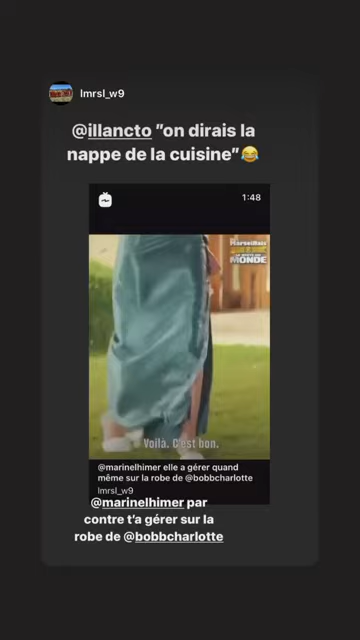 lmrsl_w9
@illancto "on dirais la
nappe de la cuisine"😂
1:48
Marseillais
MONDE
Voila. C'est bon.
@marinelhimer elle a gérer quand
même sur la robe de @bobbcharlotte
lmrsl_w9
@marinelhimer par
contre t'a gérer sur la
robe de @bobbcharlotte